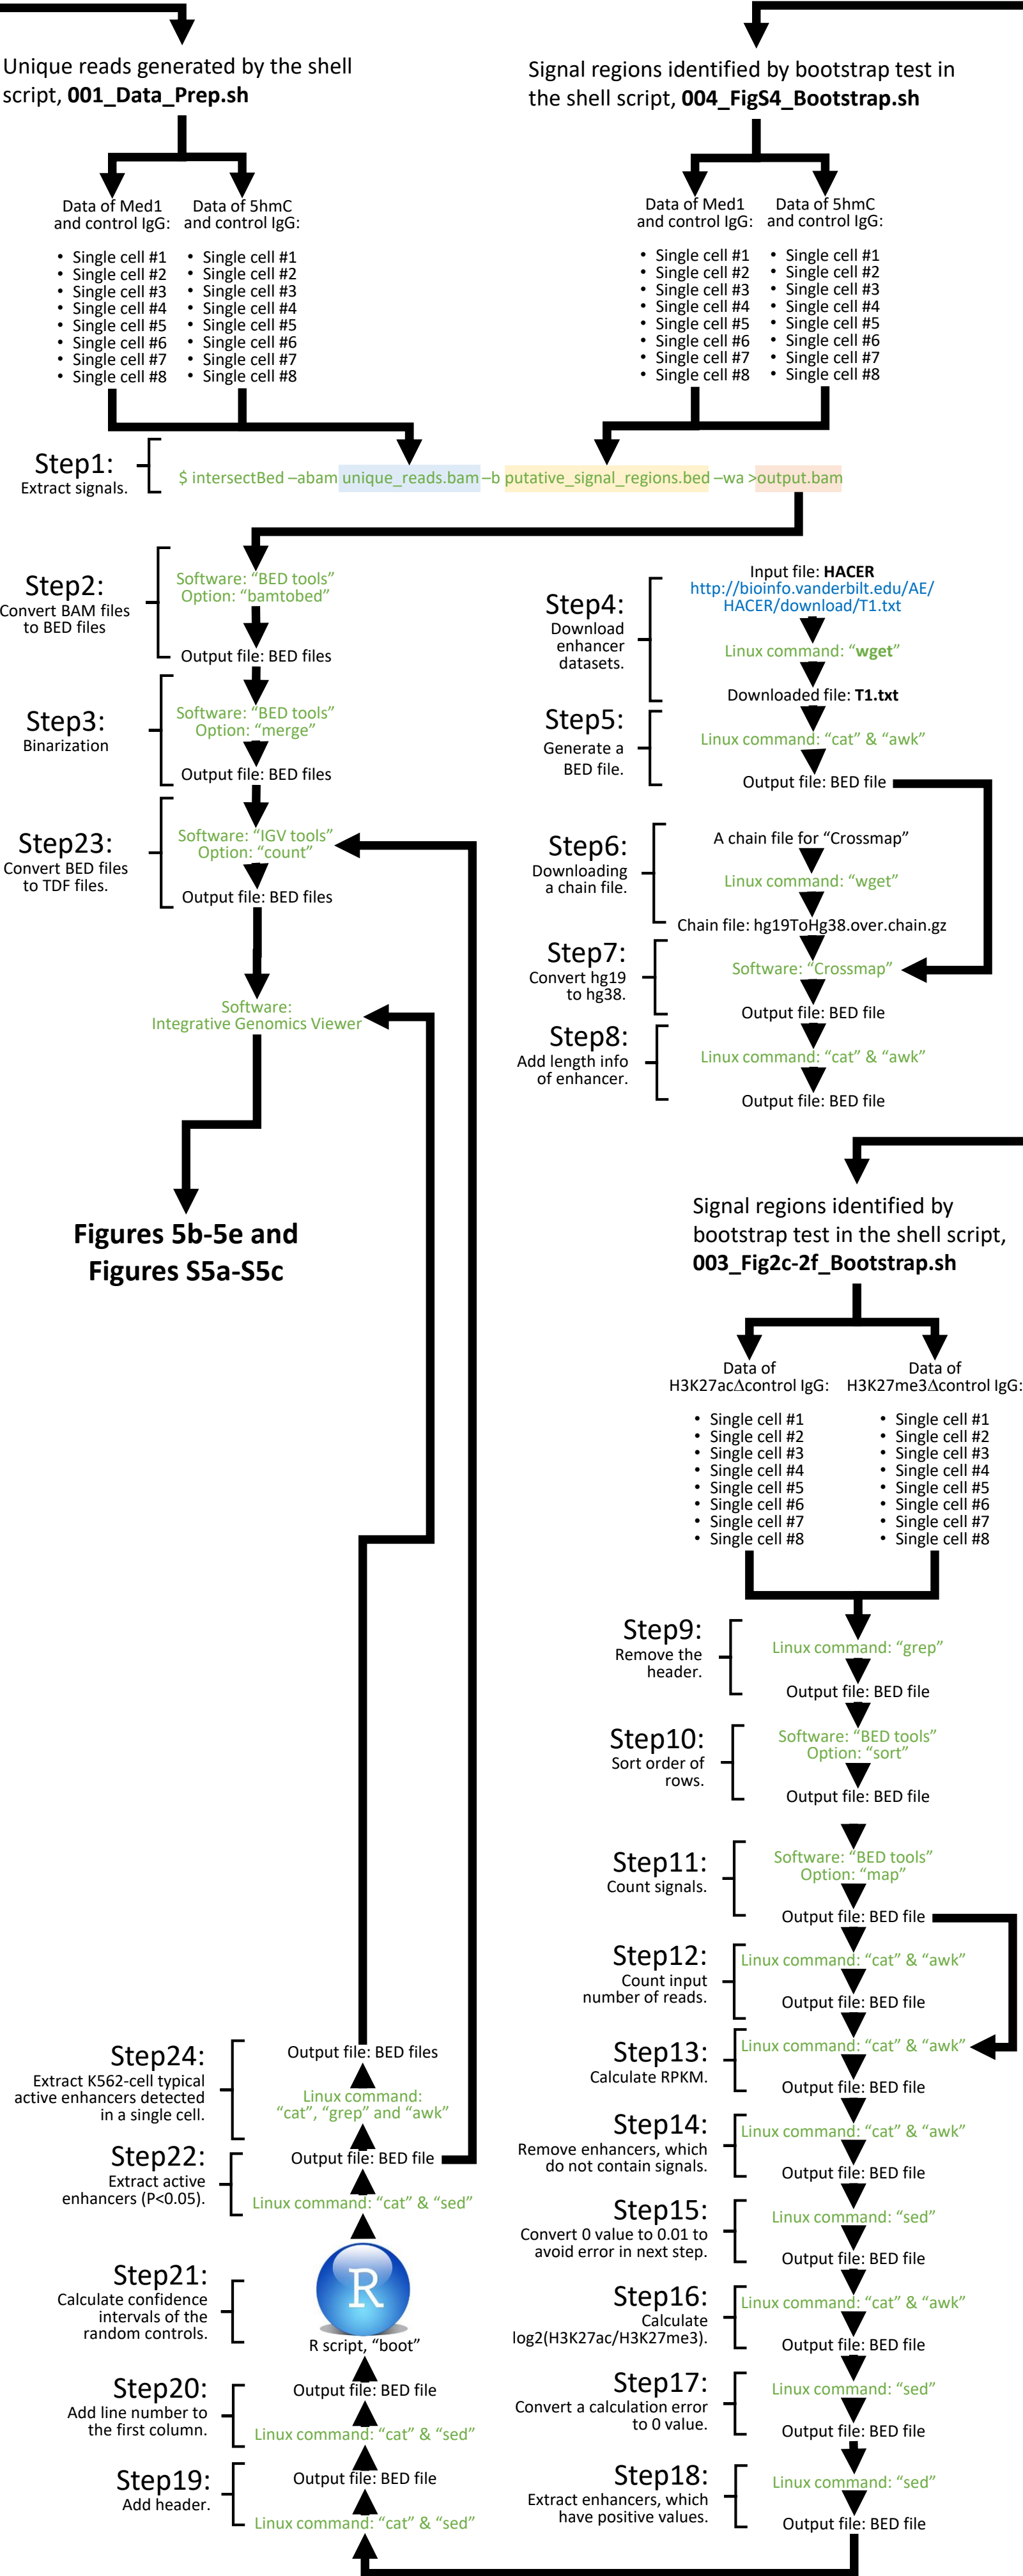 Unique reads generated by the shell
script, 001_Data_Prep.sh
Signal regions identified by bootstrap test in
the shell script, 004_FigS4_Bootstrap.sh
Data of Med1
and control IgG:
• Single cell #1
• Single cell #2
• Single cell #3
• Single cell #4
• Single cell #5
• Single cell #6
• Single cell #7
• Single cell #8
Data of 5hmC
and control IgG:
• Single cell #1
• Single cell #2
• Single cell #3
• Single cell #4
• Single cell #5
• Single cell #6
• Single cell #7
• Single cell #8
Data of Med1
and control IgG:
• Single cell #1
• Single cell #2
• Single cell #3
• Single cell #4
• Single cell #5
• Single cell #6
• Single cell #7
• Single cell #8
Data of 5hmC
and control IgG:
• Single cell #1
• Single cell #2
• Single cell #3
• Single cell #4
• Single cell #5
• Single cell #6
• Single cell #7
• Single cell #8
Step1:
Extract signals.
$ intersectBed –abam unique_reads.bam –b putative_signal_regions.bed –wa >output.bam
Step2:
Convert BAM files
to BED files
Software: “BED tools”
Option: “bamtobed”
Output file: BED files
Step3:
Binarization
Software: “BED tools”
Option: “merge”
Output file: BED files
Step23:
Convert BED files
to TDF files.
Software: “IGV tools”
Option: “count”
Output file: BED files
Software:
Integrative Genomics Viewer
Figures 5b-5e and
Figures S5a-S5c
Step4:
Download
enhancer
datasets.
Input file: HACER
http://bioinfo.vanderbilt.edu/AE/
HACER/download/T1.txt
Linux command: “wget”
Downloaded file: T1.txt
Step5:
Generate a
BED file.
Linux command: “cat” & “awk”
Output file: BED file
Step6:
Downloading
a chain file.
A chain file for “Crossmap”
Linux command: “wget”
Chain file: hg19ToHg38.over.chain.gz
Step7:
Convert hg19
to hg38.
Software: “Crossmap”
Output file: BED file
Step8:
Add length info
of enhancer.
Linux command: “cat” & “awk”
Output file: BED file
Signal regions identified by
bootstrap test in the shell script,
003_Fig2c-2f_Bootstrap.sh
Data of
H3K27acΔcontrol IgG:
• Single cell #1
• Single cell #2
• Single cell #3
• Single cell #4
• Single cell #5
• Single cell #6
• Single cell #7
• Single cell #8
Data of
H3K27me3Δcontrol IgG:
• Single cell #1
• Single cell #2
• Single cell #3
• Single cell #4
• Single cell #5
• Single cell #6
• Single cell #7
• Single cell #8
Step9:
Remove the
header.
Linux command: “grep”
Output file: BED file
Step10:
Sort order of
rows.
Software: “BED tools”
Option: “sort”
Output file: BED file
Step11:
Count signals.
Software: “BED tools”
Option: “map”
Output file: BED file
Step12:
Count input
number of reads.
Linux command: “cat” & “awk”
Output file: BED file
Step13:
Calculate RPKM.
Linux command: “cat” & “awk”
Output file: BED file
Step14:
Remove enhancers, which
do not contain signals.
Linux command: “cat” & “awk”
Output file: BED file
Step15:
Convert 0 value to 0.01 to
avoid error in next step.
Linux command: “sed”
Output file: BED file
Step16:
Calculate
log2(H3K27ac/H3K27me3).
Linux command: “cat” & “awk”
Output file: BED file
Step17:
Convert a calculation error
to 0 value.
Linux command: “sed”
Output file: BED file
Step18:
Extract enhancers, which
have positive values.
Linux command: “sed”
Output file: BED file
Step24:
Extract K562-cell typical
active enhancers detected
in a single cell.
Output file: BED files
Linux command:
“cat”, “grep” and “awk”
Step22:
Extract active
enhancers (P<0.05).
Output file: BED file
Linux command: “cat” & “sed”
Step21:
Calculate confidence
intervals of the
random controls.
R
R script, “boot”
Step20:
Add line number to
the first column.
Output file: BED file
Linux command: “cat” & “sed”
Step19:
Add header.
Output file: BED file
Linux command: “cat” & “sed”